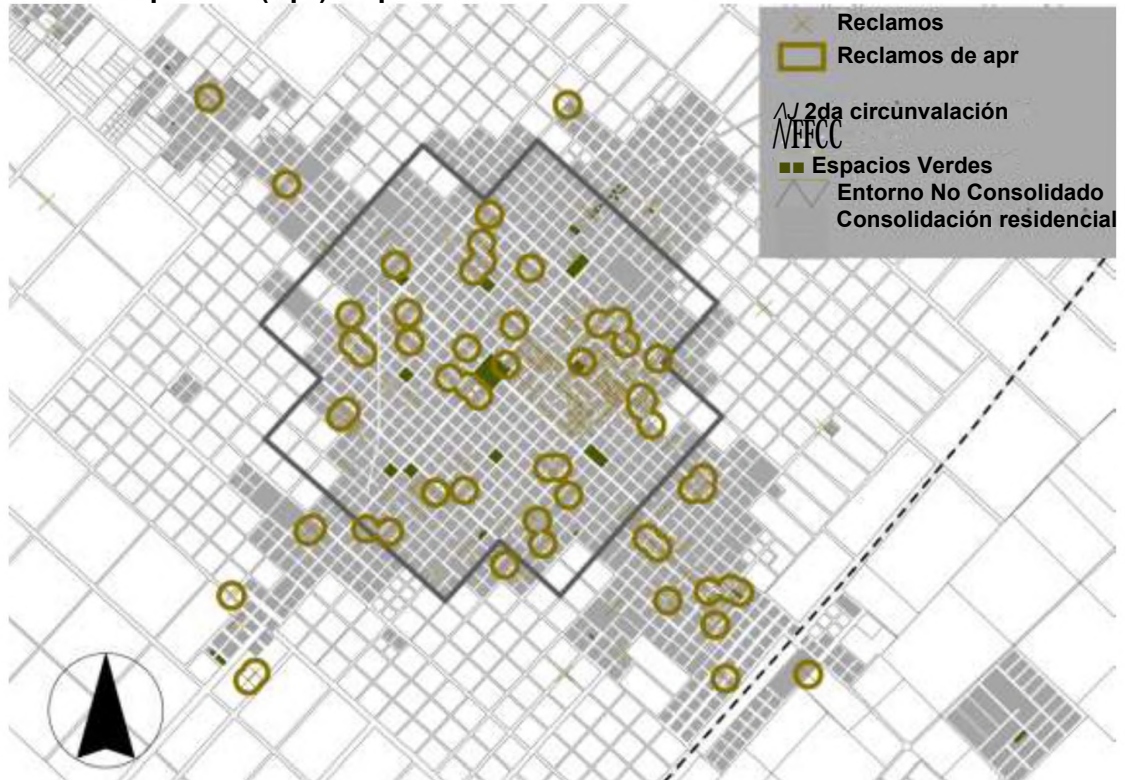 Reclamos
Reclamos de apr
2da circunvalación
FFCC
Espacios Verdes
Entorno No Consolidado
Consolidación residencial